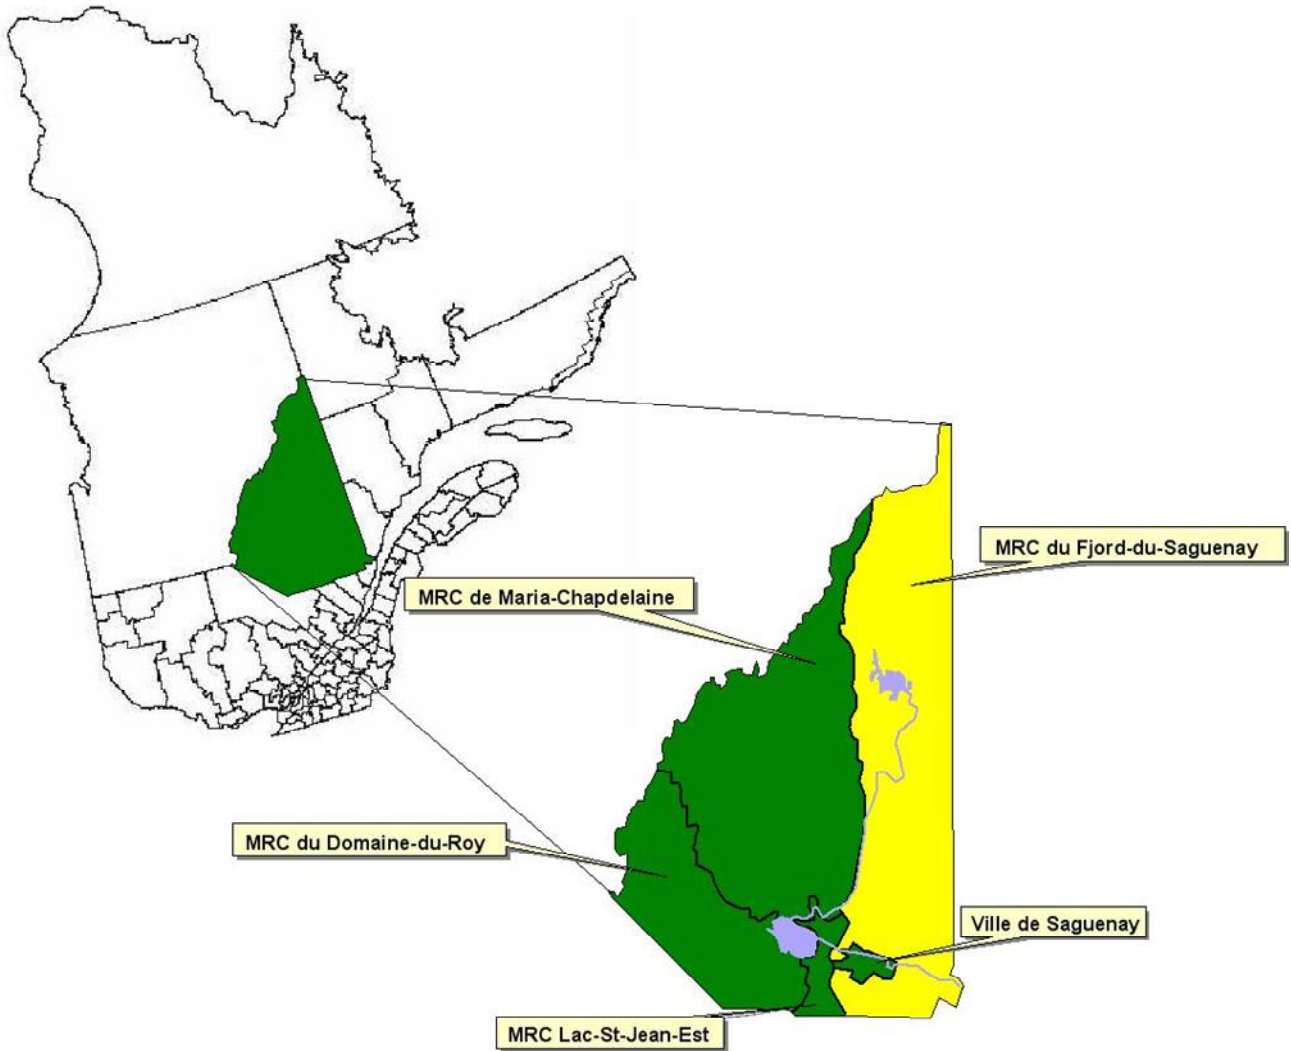 MRC du Fjord-du-Saguenay
MRC de Maria-Chapdelaine
MRC du Domaine-du-Roy
Ville de Saguenay
MRC Lac-St-Jean-Est